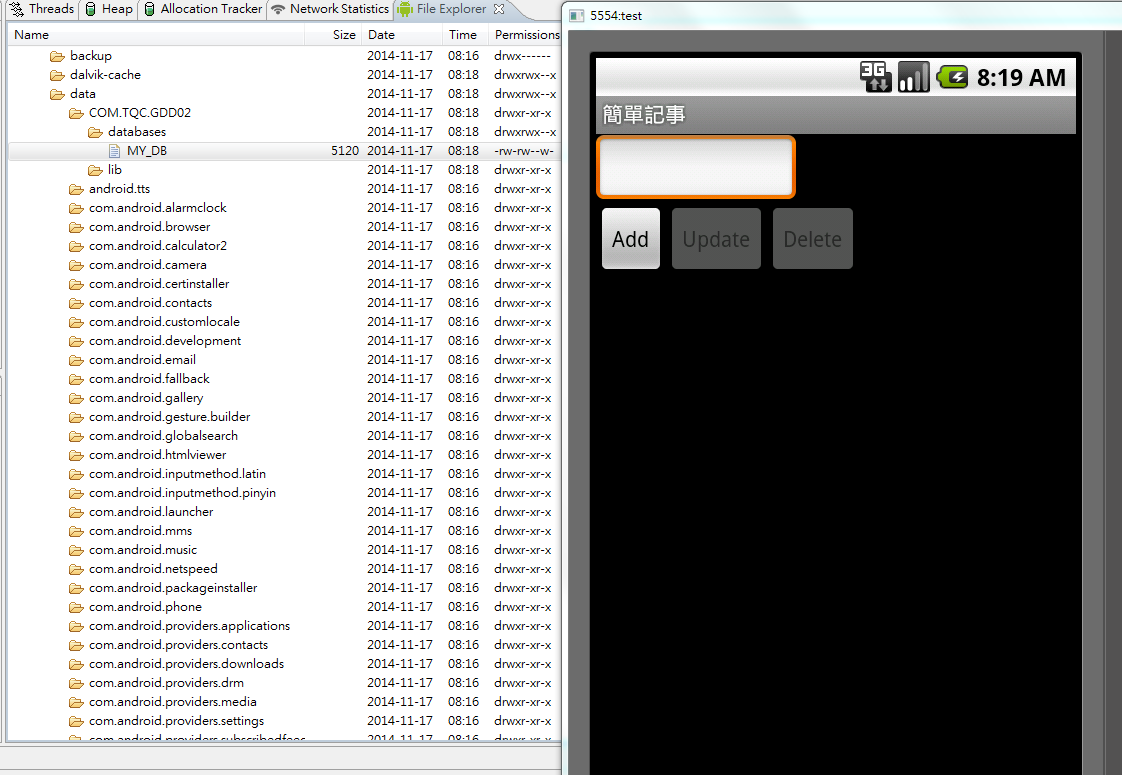 Threads Heap Allocation Tracker Network Statistics File Explorer
Name Size Date Time Permissions
backup 2014-11-17 08:16 drwx------
dalvik-cache 2014-11-17 08:18 drwxrwx--x
data 2014-11-17 08:18 drwxrwx--x
COM.TQC.GDD02 2014-11-17 08:18 drwxr-xr-x
databases 2014-11-17 08:18 drwxrwx--x
MY_DB 5120 2014-11-17 08:18 -rw-rw--w-
lib 2014-11-17 08:18 drwxr-xr-x
android.tts 2014-11-17 08:16 drwxr-xr-x
com.android.alarmclock 2014-11-17 08:16 drwxr-xr-x
com.android.browser 2014-11-17 08:16 drwxr-xr-x
com.android.calculator2 2014-11-17 08:16 drwxr-xr-x
com.android.camera 2014-11-17 08:16 drwxr-xr-x
com.android.certinstaller 2014-11-17 08:16 drwxr-xr-x
com.android.contacts 2014-11-17 08:16 drwxr-xr-x
com.android.customlocale 2014-11-17 08:16 drwxr-xr-x
com.android.development 2014-11-17 08:16 drwxr-xr-x
com.android.email 2014-11-17 08:16 drwxr-xr-x
com.android.fallback 2014-11-17 08:16 drwxr-xr-x
com.android.gallery 2014-11-17 08:16 drwxr-xr-x
com.android.gesture.builder 2014-11-17 08:16 drwxr-xr-x
com.android.globalsearch 2014-11-17 08:16 drwxr-xr-x
com.android.htmlviewer 2014-11-17 08:16 drwxr-xr-x
com.android.inputmethod.latin 2014-11-17 08:16 drwxr-xr-x
com.android.inputmethod.pinyin 2014-11-17 08:16 drwxr-xr-x
com.android.launcher 2014-11-17 08:16 drwxr-xr-x
com.android.mms 2014-11-17 08:16 drwxr-xr-x
com.android.music 2014-11-17 08:16 drwxr-xr-x
com.android.netspeed 2014-11-17 08:16 drwxr-xr-x
com.android.packageinstaller 2014-11-17 08:16 drwxr-xr-x
com.android.phone 2014-11-17 08:16 drwxr-xr-x
com.android.providers.applications 2014-11-17 08:16 drwxr-xr-x
com.android.providers.contacts 2014-11-17 08:16 drwxr-xr-x
com.android.providers.downloads 2014-11-17 08:16 drwxr-xr-x
com.android.providers.drm 2014-11-17 08:16 drwxr-xr-x
com.android.providers.media 2014-11-17 08:16 drwxr-xr-x
com.android.providers.settings 2014-11-17 08:16 drwxr-xr-x
com.android.providers.subscribedfeed 2014-11-17 08:16 drwxr-xr-x
5554:test
3G 8:19 AM
簡單記事
Add Update Delete